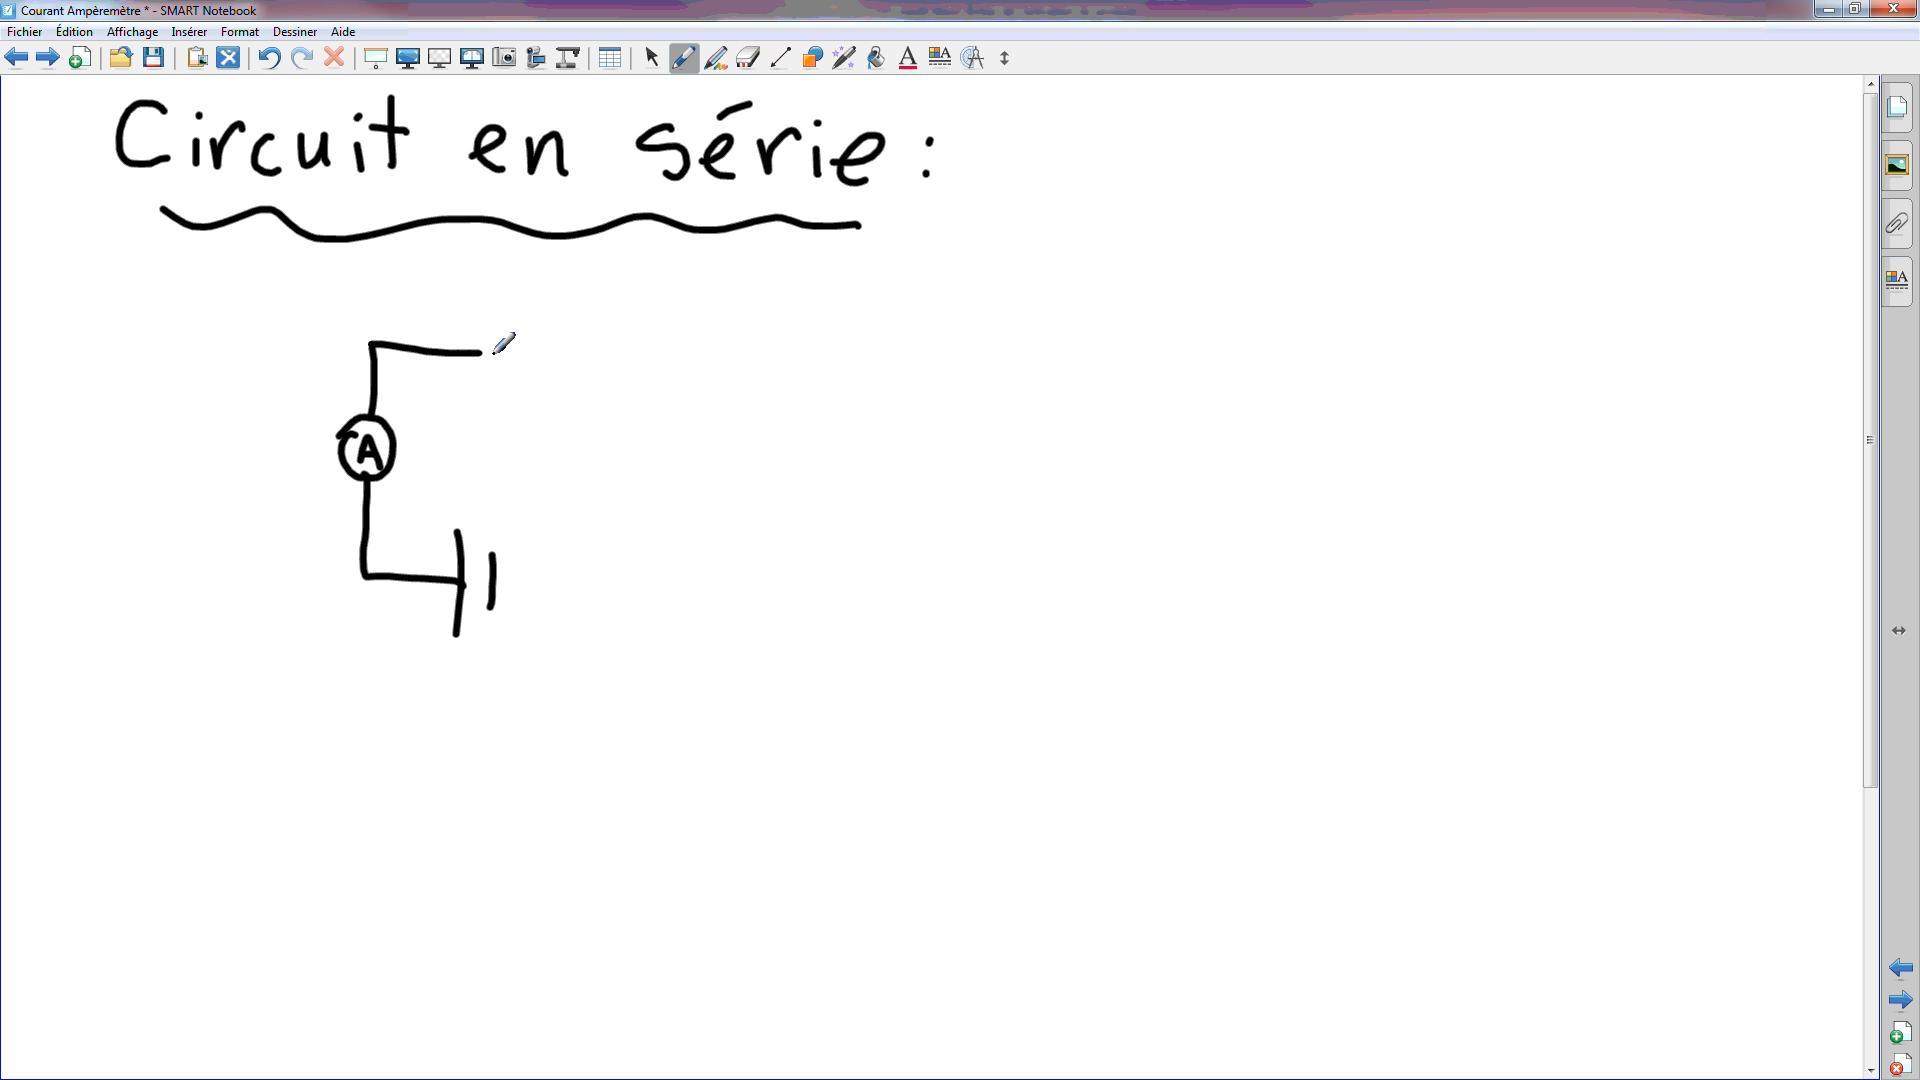 Courant Ampèremètre * - SMART Notebook
Fichier Édition Affichage Insérer Format Dessiner Aide
Circuit en série :
A